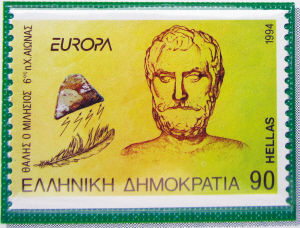 EUROPA
1994
ΘΑΛΗΣ Ο ΜΙΛΗΣΙΟΣ 6ος π.Χ. ΑΙΩΝΑΣ
HELLAS
ΕΛΛΗΝΙΚΗ ΔΗΜΟΚΡΑΤΙΑ 90